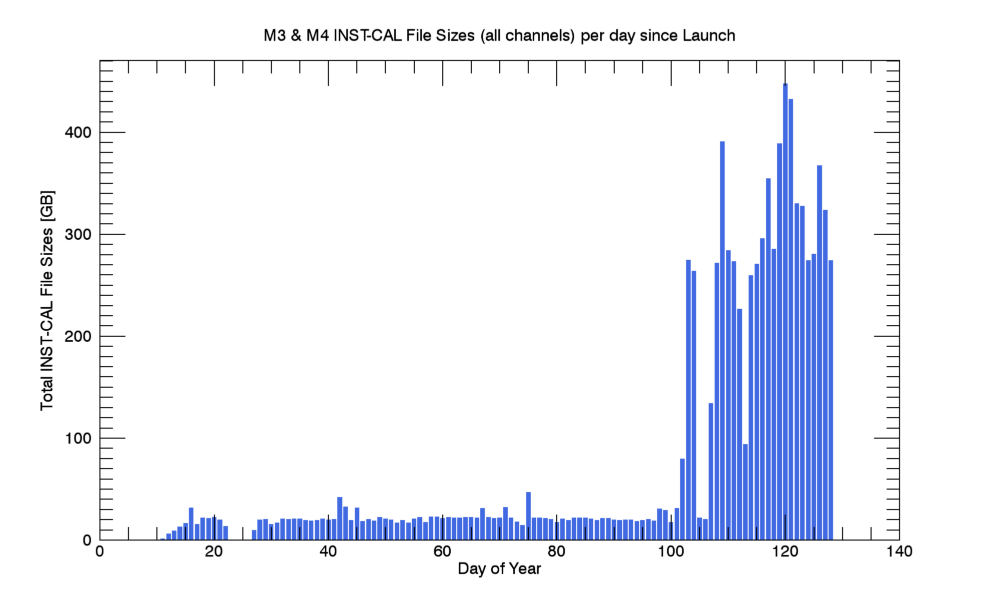 M3 & M4 INST-CAL File Sizes (all channels) per day since Launch
Total INST-CAL File Sizes [GB]
400
300
200
100
0
0 20 40 60 80 100 120 140
Day of Year